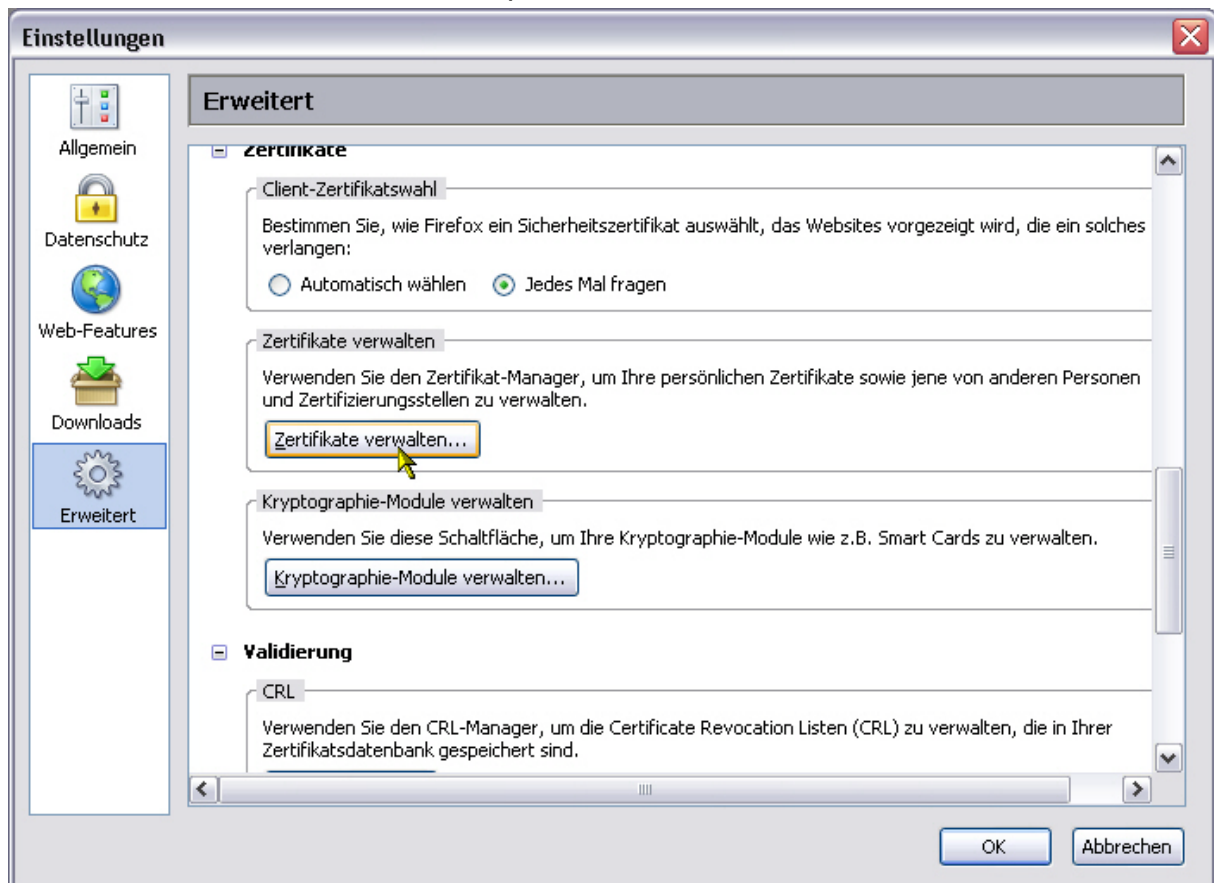 Einstellungen
Erweitert
Allgemein
Datenschutz
Web-Features
Downloads
Erweitert
Zertifikate
Client-Zertifikatswahl
Bestimmen Sie, wie Firefox ein Sicherheitszertifikat auswählt, das Websites vorgezeigt wird, die ein solches
verlangen:
Automatisch wählen Jedes Mal fragen
Zertifikate verwalten
Verwenden Sie den Zertifikat-Manager, um Ihre persönlichen Zertifikate sowie jene von anderen Personen
und Zertifizierungsstellen zu verwalten.
Zertifikate verwalten...
Kryptographie-Module verwalten
Verwenden Sie diese Schaltfläche, um Ihre Kryptographie-Module wie z.B. Smart Cards zu verwalten.
Kryptographie-Module verwalten...
Validierung
CRL
Verwenden Sie den CRL-Manager, um die Certificate Revocation Listen (CRL) zu verwalten, die in Ihrer
Zertifikatsdatenbank gespeichert sind.
OK Abbrechen